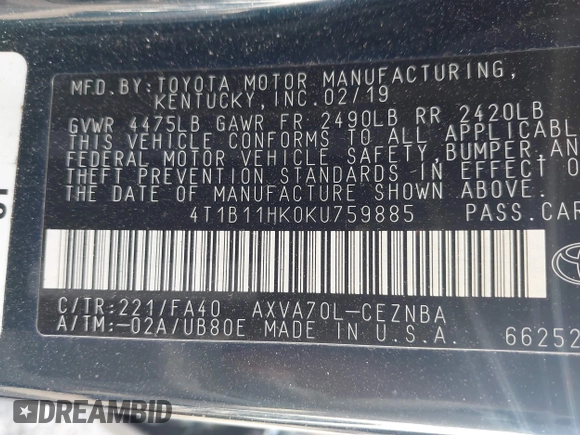 MFD.BY:TOYOTA MOTOR MANUFACTURING,
KENTUCKY,INC.02/19
GVWR 4475LB GAWR FR 2490LB RR 2420LB
THIS VEHICLE CONFORMS TO ALL APPLICABL
FEDERAL MOTOR VEHICLE SAFETY,BUMPER,AN
THEFT PREVENTION STANDARDS IN EFFECT O
THE DATE OF MANUFACTURE SHOWN ABOVE.
4T1B11HK0KU759885 PASS.CAR
C/TR:221/FA40 AXVA70L-CEZNBA
A/TM:-02A/UB80E MADE IN U.S.A.
66252
DREAMBID